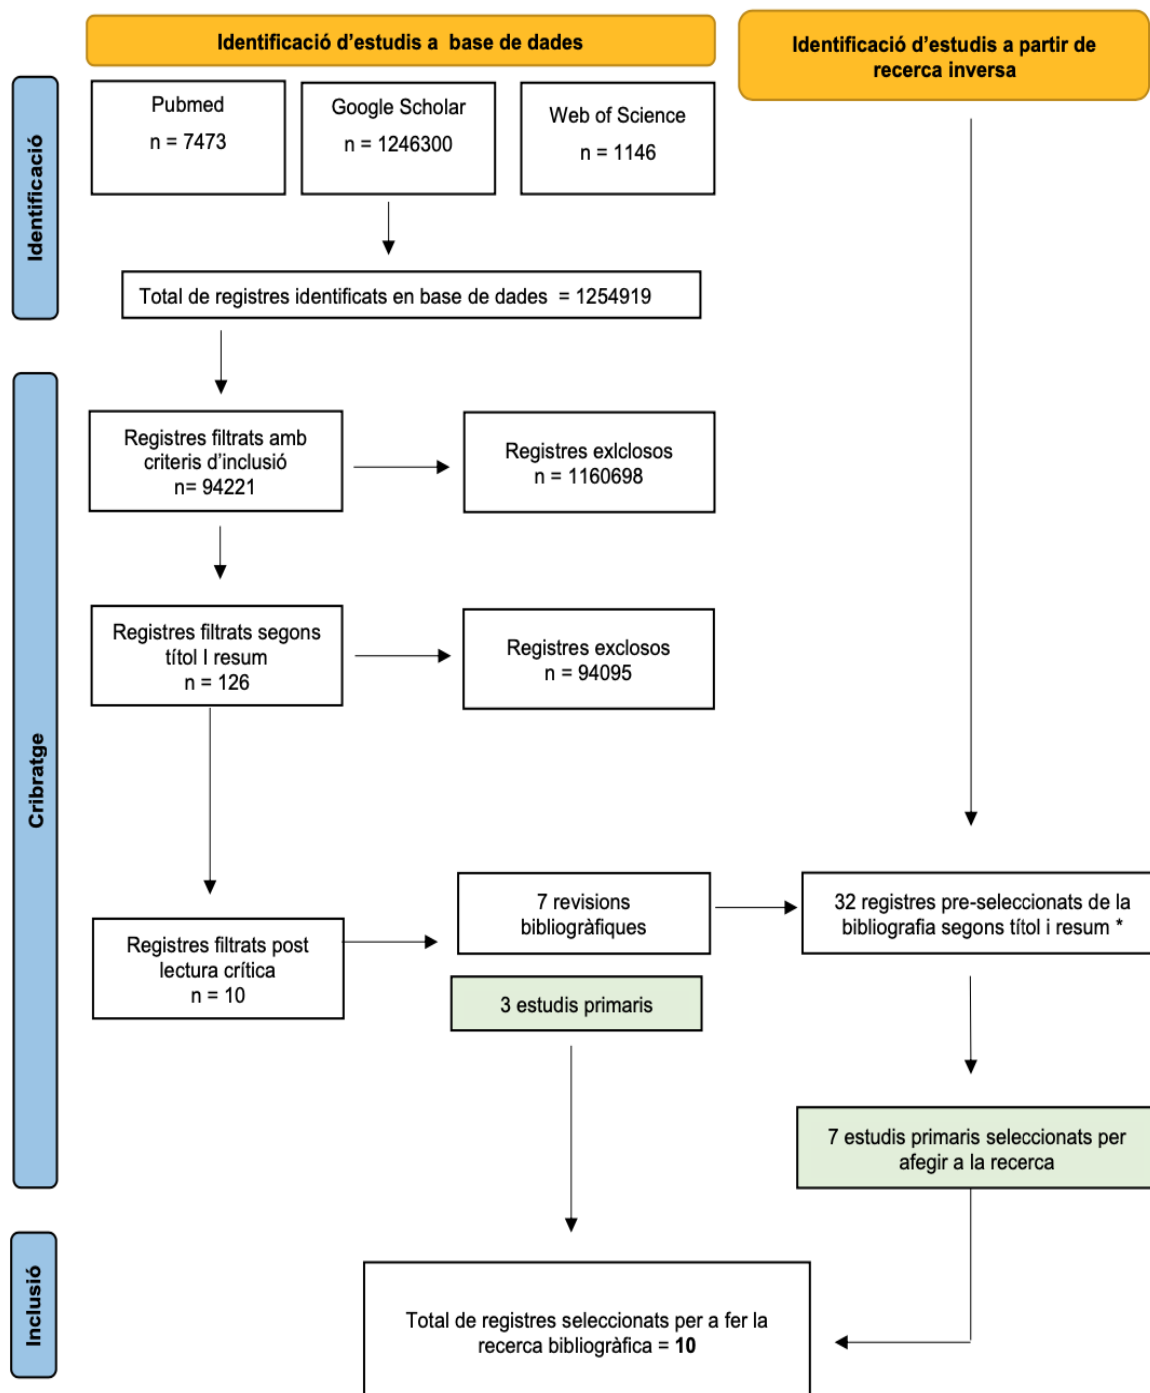 Identificació d'estudis a  base de dades
Identificació d'estudis a partir de
recerca inversa
Identificació
Pubmed
n = 7473
Google Scholar
n = 1246300
Web of Science
n = 1146
Total de registres identificats en base de dades  = 1254919
Cribratge
Registres filtrats amb
criteris d'inclusió
n= 94221
Registres exlclosos
n = 1160698
Registres filtrats segons
títol I resum
n = 126
Registres exclosos
n = 94095
Registres filtrats post
lectura crítica
n = 10
7 revisions
bibliogràfiques
3 estudis primaris
32 registres pre-seleccionats de la
bibliografia segons títol i resum *
7 estudis primaris seleccionats per
afegir a la recerca
Inclusió
Total de registres seleccionats per a fer la
recerca bibliogràfica = 10